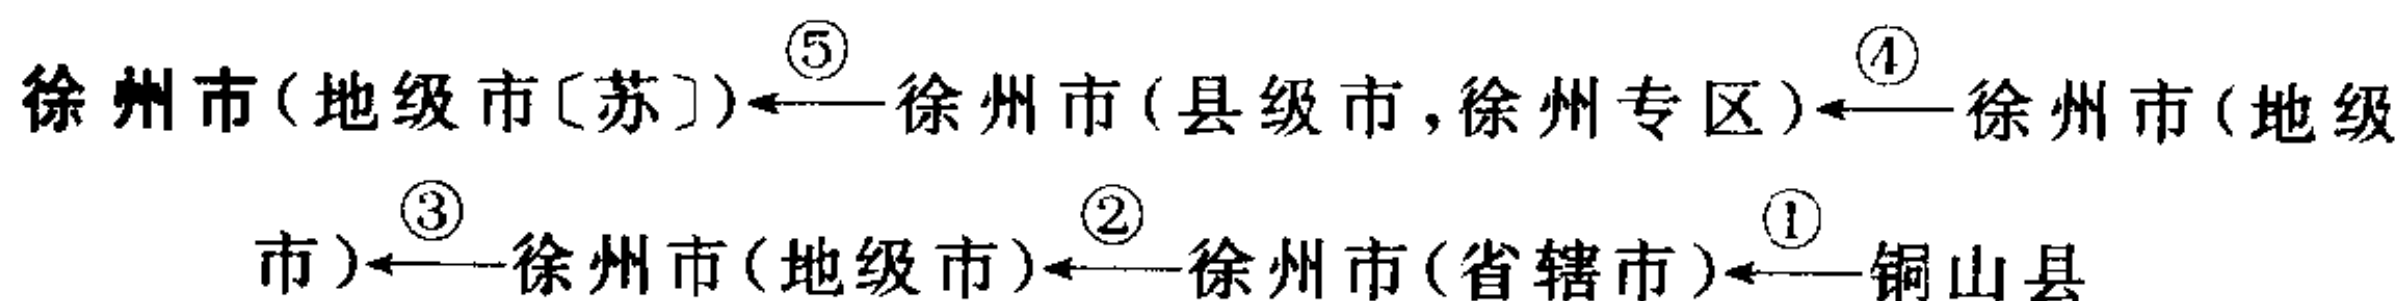 徐州市(地级市〔苏〕)←⑤徐州市(县级市,徐州专区)←④徐州市(地级
市)←③徐州市(地级市)←②徐州市(省辖市)←①铜山县